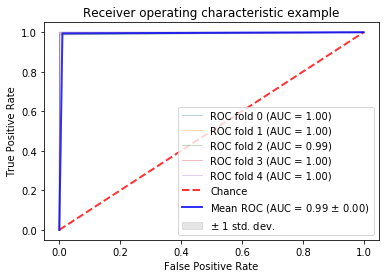 Receiver operating characteristic example
True Positive Rate
1.0
0.8
0.6
0.4
0.2
0.0
ROC fold 0 (AUC = 1.00)
ROC fold 1 (AUC = 1.00)
ROC fold 2 (AUC = 0.99)
ROC fold 3 (AUC = 1.00)
ROC fold 4 (AUC = 1.00)
Chance
Mean ROC (AUC = 0.99 ± 0.00)
± 1 std. dev.
0.0 0.2 0.4 0.6 0.8 1.0
False Positive Rate